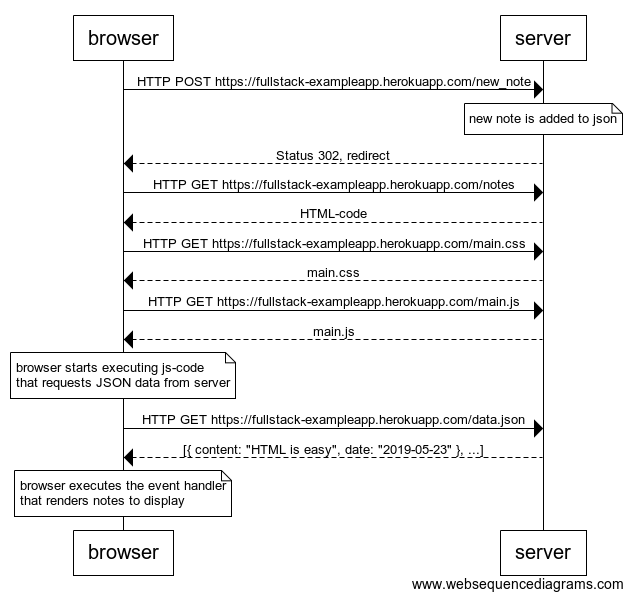 browser
server
HTTP POST https://fullstack-exampleapp.herokuapp.com/new_note
new note is added to json
Status 302, redirect
HTTP GET https://fullstack-exampleapp.herokuapp.com/notes
HTML-code
HTTP GET https://fullstack-exampleapp.herokuapp.com/main.css
main.css
HTTP GET https://fullstack-exampleapp.herokuapp.com/main.js
main.js
browser starts executing js-code
that requests JSON data from server
HTTP GET https://fullstack-exampleapp.herokuapp.com/data.json
[{ content: "HTML is easy", date: "2019-05-23" }, ...]
browser executes the event handler
that renders notes to display
browser
server
www.websequencediagrams.com